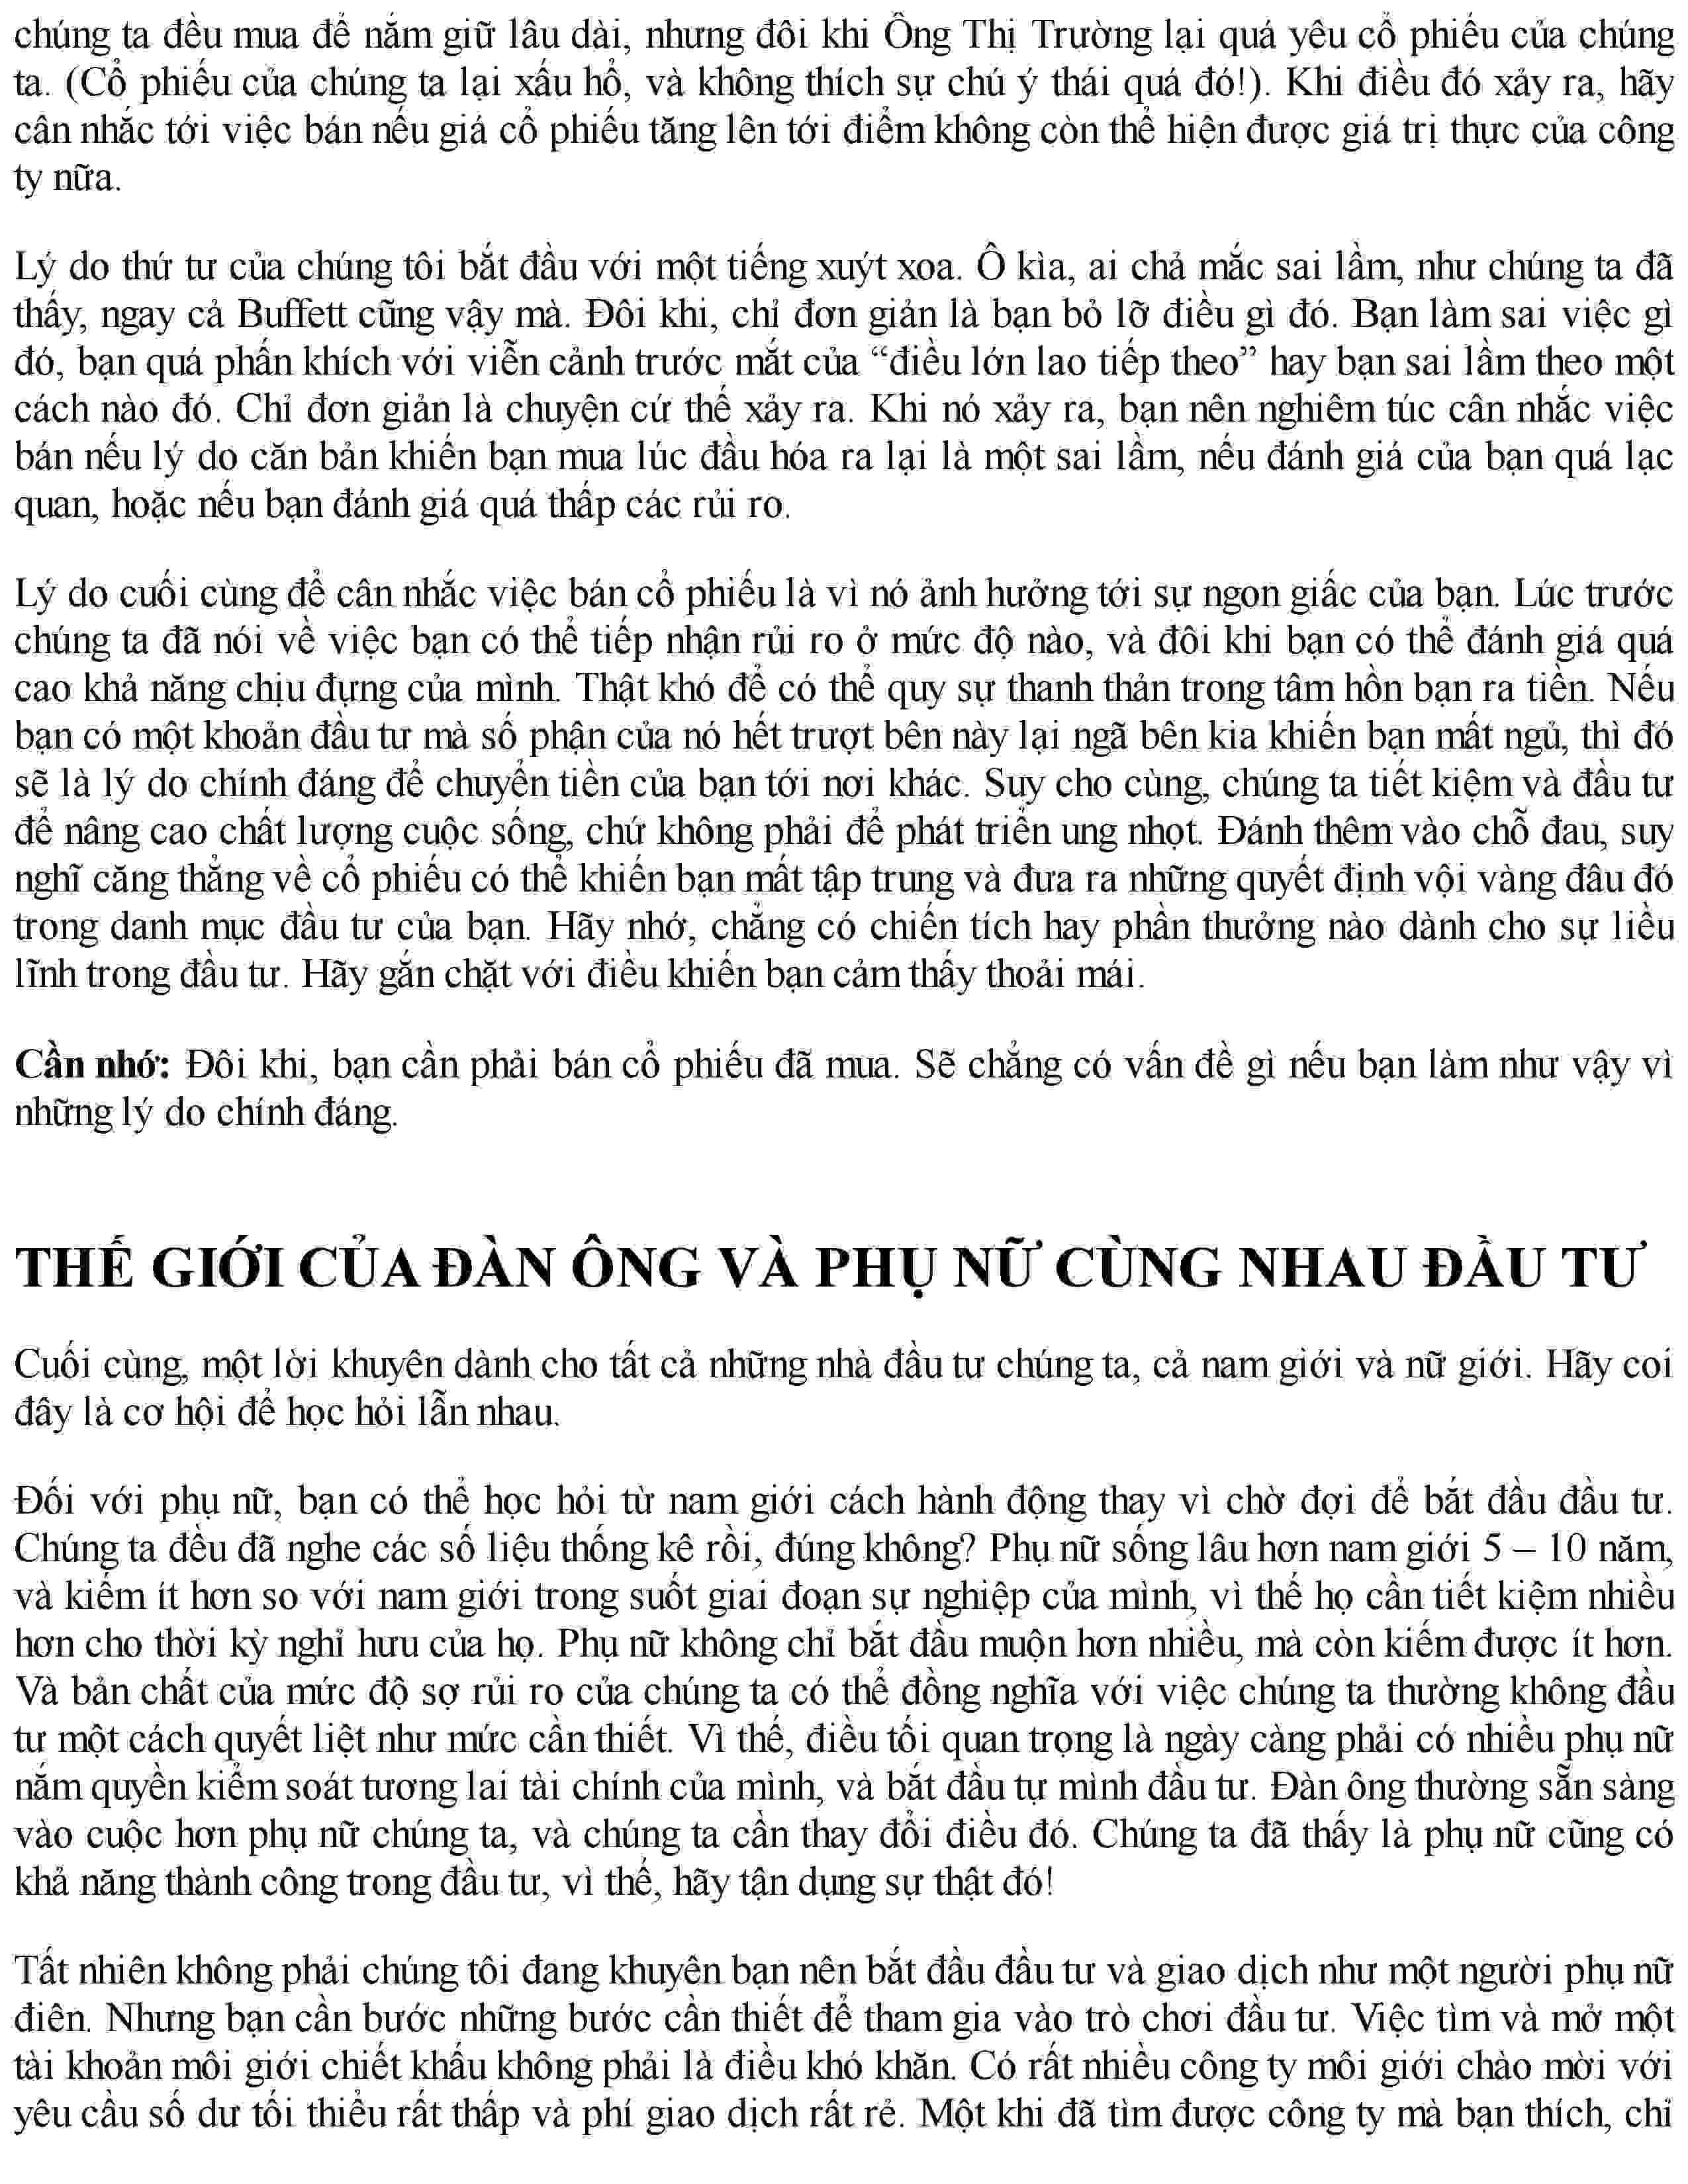 chúng ta đều mua để nắm giữ lâu dài, nhưng đôi khi Ông Thị Trường lại quá yêu cổ phiếu của chúng
ta. (Cổ phiếu của chúng ta lại xấu hổ, và không thích sự chú ý thái quá đó!). Khi điều đó xảy ra, hãy
cân nhắc tới việc bán nếu giá cổ phiếu tăng lên tới điểm không còn thể hiện được giá trị thực của công
ty nữa.
Lý do thứ tư của chúng tôi bắt đầu với một tiếng xuýt xoa. Ồ kìa, ai chả mắc sai lầm, như chúng ta đã
thấy, ngay cả Buffett cũng vậy mà. Đôi khi, chỉ đơn giản là bạn bỏ lỡ điều gì đó. Bạn làm sai việc gì
đó, bạn quá phấn khích với viễn cảnh trước mắt của “điều lớn lao tiếp theo” hay bạn sai lầm theo một
cách nào đó. Chỉ đơn giản là chuyện cứ thế xảy ra. Khi nó xảy ra, bạn nên nghiêm túc cân nhắc việc
bán nếu lý do căn bản khiến bạn mua lúc đầu hóa ra lại là một sai lầm, nếu đánh giá của bạn quá lạc
quan, hoặc nếu bạn đánh giá quá thấp các rủi ro.
Lý do cuối cùng để cân nhắc việc bán cổ phiếu là vì nó ảnh hưởng tới sự ngon giấc của bạn. Lúc trước
chúng ta đã nói về việc bạn có thể tiếp nhận rủi ro ở mức độ nào, và đôi khi bạn có thể đánh giá quá
cao khả năng chịu đựng của mình. Thật khó để có thể quy sự thanh thản trong tâm hồn bạn ra tiền. Nếu
bạn có một khoản đầu tư mà số phận của nó hết trượt bên này lại ngã bên kia khiến bạn mất ngủ, thì đó
sẽ là lý do chính đáng để chuyển tiền của bạn tới nơi khác. Suy cho cùng, chúng ta tiết kiệm và đầu tư
để nâng cao chất lượng cuộc sống, chứ không phải để phát triển ung nhọt. Đánh thêm vào chỗ đau, suy
nghĩ căng thẳng về cổ phiếu có thể khiến bạn mất tập trung và đưa ra những quyết định vội vàng đâu đó
trong danh mục đầu tư của bạn. Hãy nhớ, chẳng có chiến tích hay phần thưởng nào dành cho sự liều
lĩnh trong đầu tư. Hãy gắn chặt với điều khiến bạn cảm thấy thoải mái.
Cần nhớ: Đôi khi, bạn cần phải bán cổ phiếu đã mua. Sẽ chẳng có vấn đề gì nếu bạn làm như vậy vì
những lý do chính đáng.
THẾ GIỚI CỦA ĐÀN ÔNG VÀ PHỤ NỮ CÙNG NHAU ĐẦU TƯ
Cuối cùng, một lời khuyên dành cho tất cả những nhà đầu tư chúng ta, cả nam giới và nữ giới. Hãy coi
đây là cơ hội để học hỏi lẫn nhau.
Đối với phụ nữ, bạn có thể học hỏi từ nam giới cách hành động thay vì chờ đợi để bắt đầu đầu tư.
Chúng ta đều đã nghe các số liệu thống kê rồi, đúng không? Phụ nữ sống lâu hơn nam giới 5 – 10 năm,
và kiếm ít hơn so với nam giới trong suốt giai đoạn sự nghiệp của mình, vì thế họ cần tiết kiệm nhiều
hơn cho thời kỳ nghỉ hưu của họ. Phụ nữ không chỉ bắt đầu muộn hơn nhiều, mà còn kiếm được ít hơn.
Và bản chất của mức độ sợ rủi ro của chúng ta có thể đồng nghĩa với việc chúng ta thường không đầu
tư một cách quyết liệt như mức cần thiết. Vì thế, điều tối quan trọng là ngày càng phải có nhiều phụ nữ
nắm quyền kiểm soát tương lai tài chính của mình, và bắt đầu tự mình đầu tư. Đàn ông thường sẵn sàng
vào cuộc hơn phụ nữ chúng ta, và chúng ta cần thay đổi điều đó. Chúng ta đã thấy là phụ nữ cũng có
khả năng thành công trong đầu tư, vì thế, hãy tận dụng sự thật đó!
Tất nhiên không phải chúng tôi đang khuyên bạn nên bắt đầu đầu tư và giao dịch như một người phụ nữ
điên. Nhưng bạn cần bước những bước cần thiết để tham gia vào trò chơi đầu tư. Việc tìm và mở một
tài khoản môi giới chiết khấu không phải là điều khó khăn. Có rất nhiều công ty môi giới chào mời với
yêu cầu số dư tối thiểu rất thấp và phí giao dịch rất rẻ. Một khi đã tìm được công ty mà bạn thích, chỉ